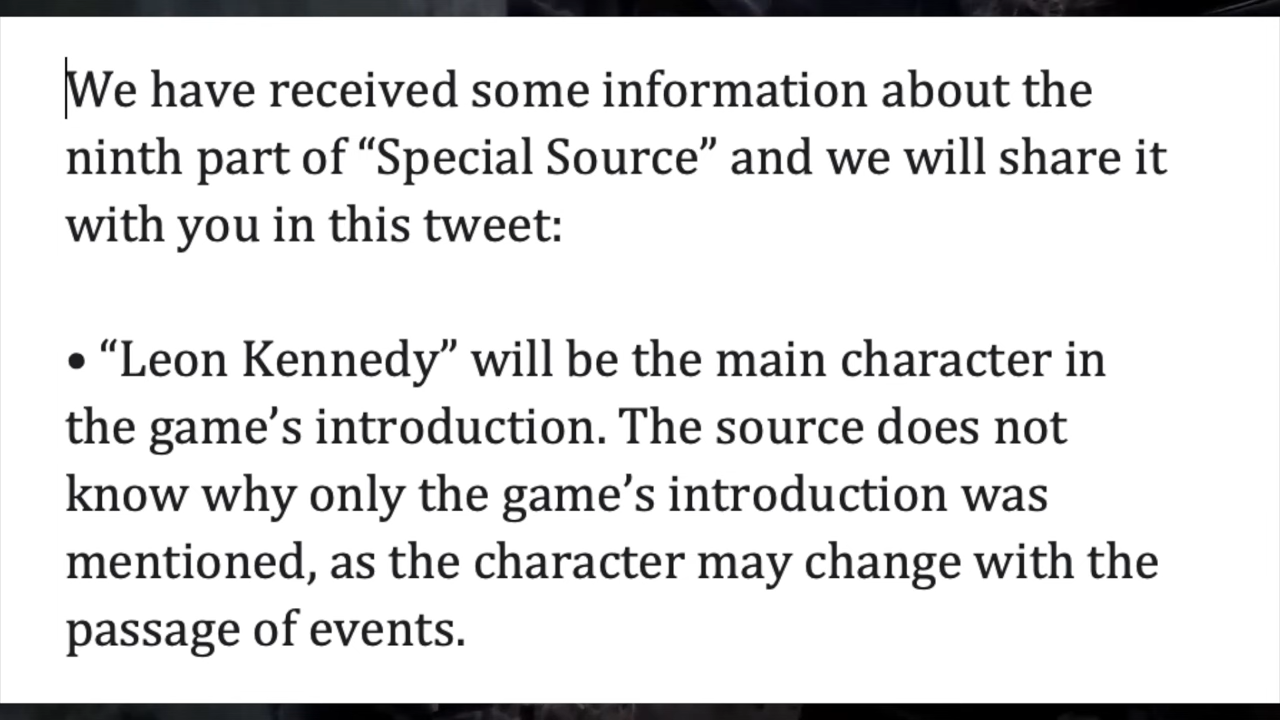 We have received some information about the
ninth part of “Special Source” and we will share it
with you in this tweet:
• “Leon Kennedy” will be the main character in
the game’s introduction. The source does not
know why only the game’s introduction was
mentioned, as the character may change with the
passage of events.